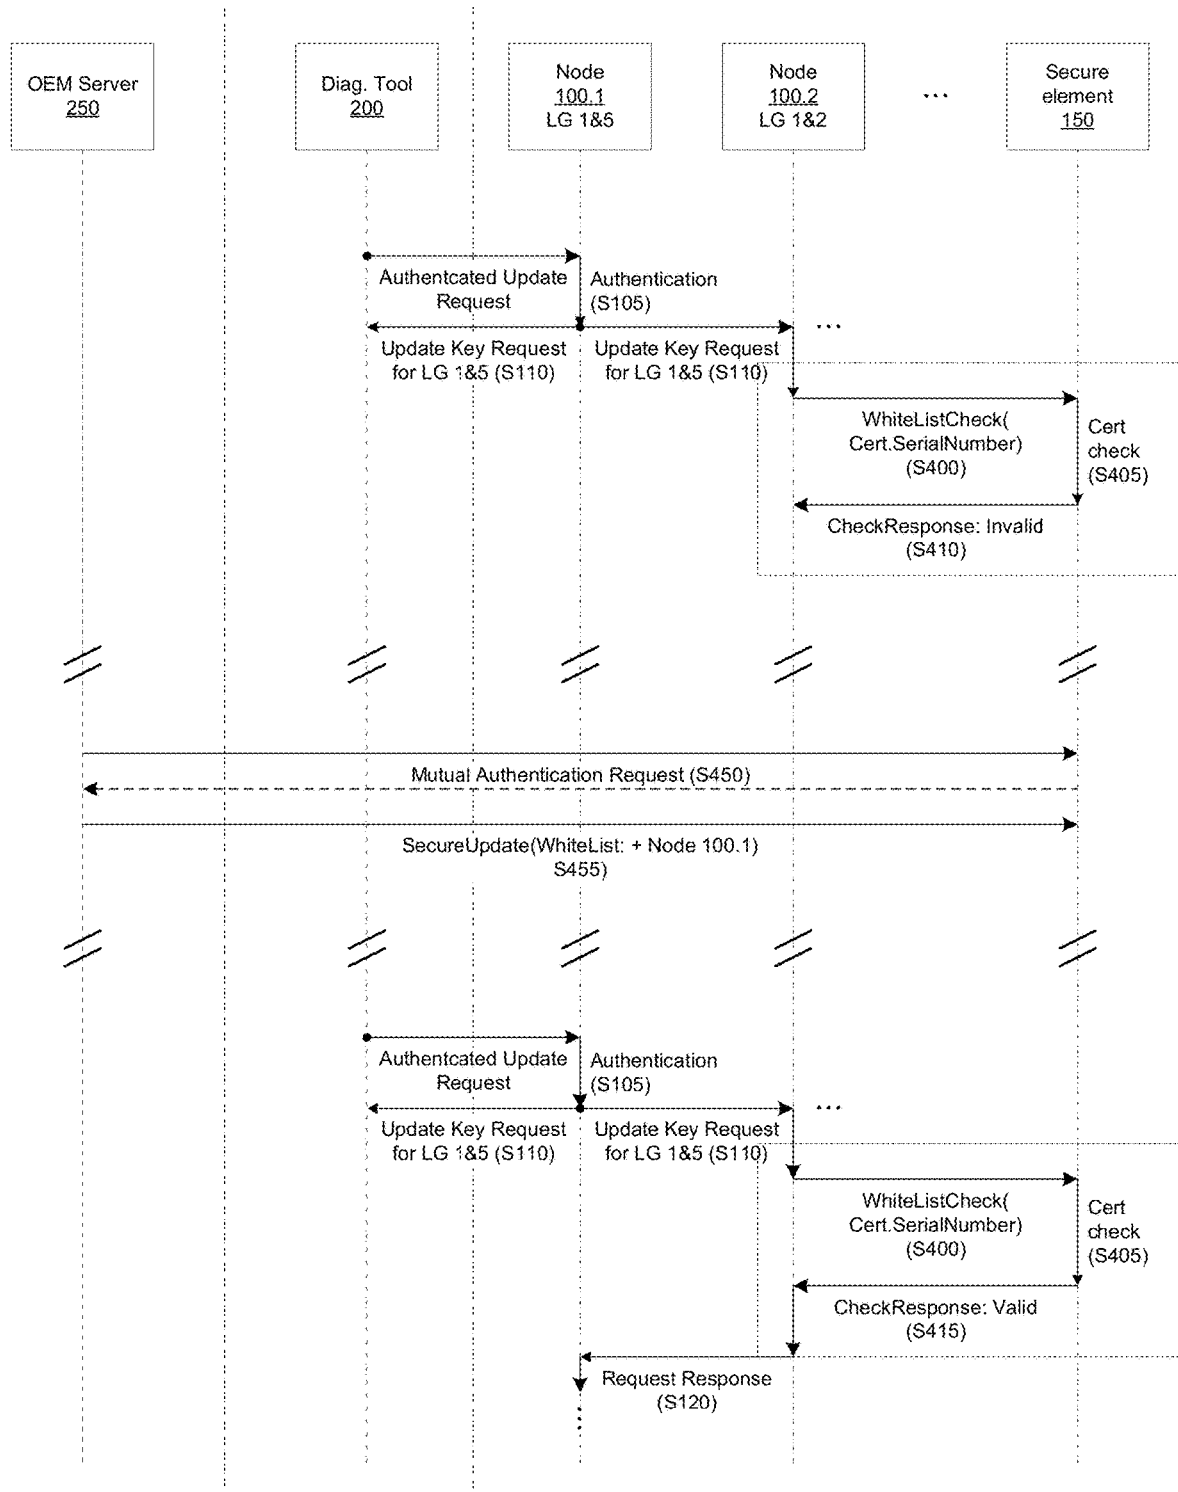 OEM Server
250
Diag. Tool
200
Node
100.1
LG 1&5
Node
100.2
LG 1&2
...
Secure
element
150
Authentcated Update
Request
Authentication
(S105)
...
Update Key Request
for LG 1&5 (S110)
Update Key Request
for LG 1&5 (S110)
WhiteListCheck(
Cert.SerialNumber)
(S400)
Cert
check
(S405)
CheckResponse: Invalid
(S410)
Mutual Authentication Request (S450)
SecureUpdate(WhiteList: + Node 100.1)
S455)
Authentcated Update
Request
Authentication
(S105)
...
Update Key Request
for LG 1&5 (S110)
Update Key Request
for LG 1&5 (S110)
WhiteListCheck(
Cert.SerialNumber)
(S400)
Cert
check
(S405)
CheckResponse: Valid
(S415)
Request Response
(S120)